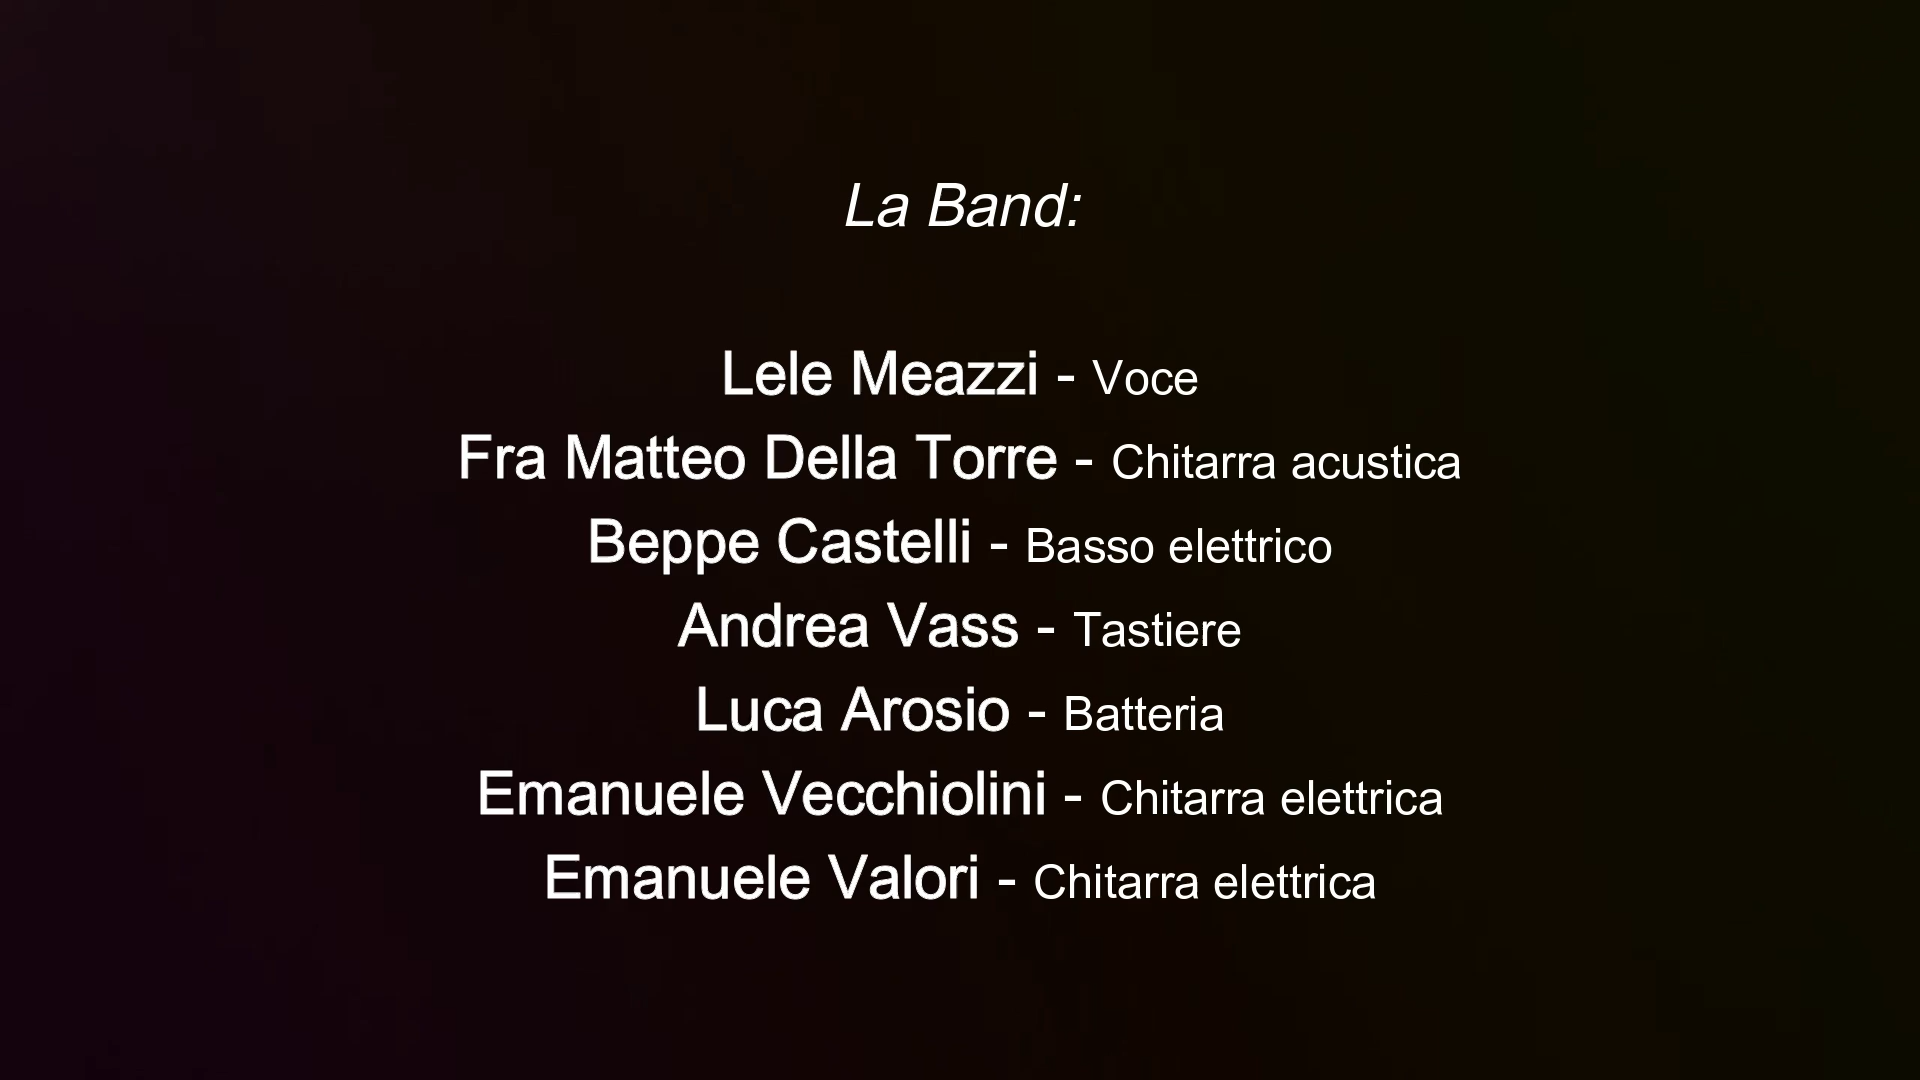 La Band:
Lele Meazzi - Voce
Fra Matteo Della Torre - Chitarra acustica
Beppe Castelli - Basso elettrico
Andrea Vass - Tastiere
Luca Arosio - Batteria
Emanuele Vecchiolini - Chitarra elettrica
Emanuele Valori - Chitarra elettrica